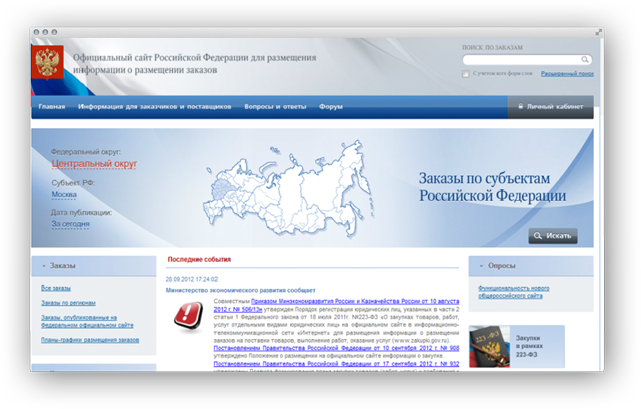 Официальный сайт Российской Федерации для размещения
информации о размещении заказов
ПОИСК ПО ЗАКАЗАМ
С учетом всех форм слов
Расширенный поиск
Главная
Информация для заказчиков и поставщиков
Вопросы и ответы
Форум
Личный кабинет
Федеральный округ:
Центральный округ
Субъект РФ:
Москва
Дата публикации:
За сегодня
Заказы по субъектам
Российской Федерации
Искать
Заказы
Все заказы
Заказы по регионам
Заказы, опубликованные на
Федеральном официальном сайте
Планы-графики размещения заказов
Последние события
28.09.2012 17:24:02
Министерство экономического развития сообщает
Совместным Приказом Минэкономразвития России и Казначейства России от 10 августа
2012 г. № 506/13н утвержден Порядок регистрации юридических лиц, указанных в части 2
статьи 1 Федерального закона от 18 июля 2011г. №223-ФЗ «О закупках товаров, работ,
услуг отдельными видами юридических лиц» на официальном сайте в информационно-
телекоммуникационной сети «Интернет» для размещения информации о размещении
заказов на поставки товаров, выполнение работ, оказание услуг (www.zakupki.gov.ru).
Постановлением Правительства Российской Федерации от 10 сентября 2012 г. № 908
утверждено Положение о размещении на официальном сайте информации о закупке.
Постановлением Правительства Российской Федерации от 17 сентября 2012 г. № 932
Опросы
Функциональность нового
общероссийского сайта
223-ФЗ
Закупки
в рамках
223-ФЗ